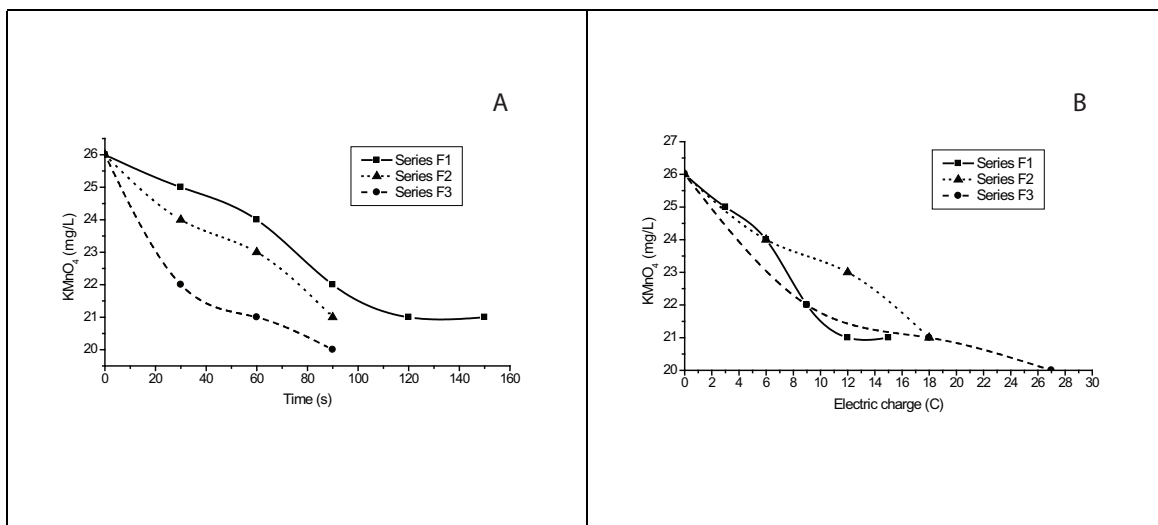 A
KMnO4 (mg/L)
26
25
24
23
22
21
20
0 20 40 60 80 100 120 140 160
Time (s)
Series F1
Series F2
Series F3
B
KMnO4 (mg/L)
27
26
25
24
23
22
21
20
0 2 4 6 8 10 12 14 16 18 20 22 24 26 28 30
Electric charge (C)
Series F1
Series F2
Series F3